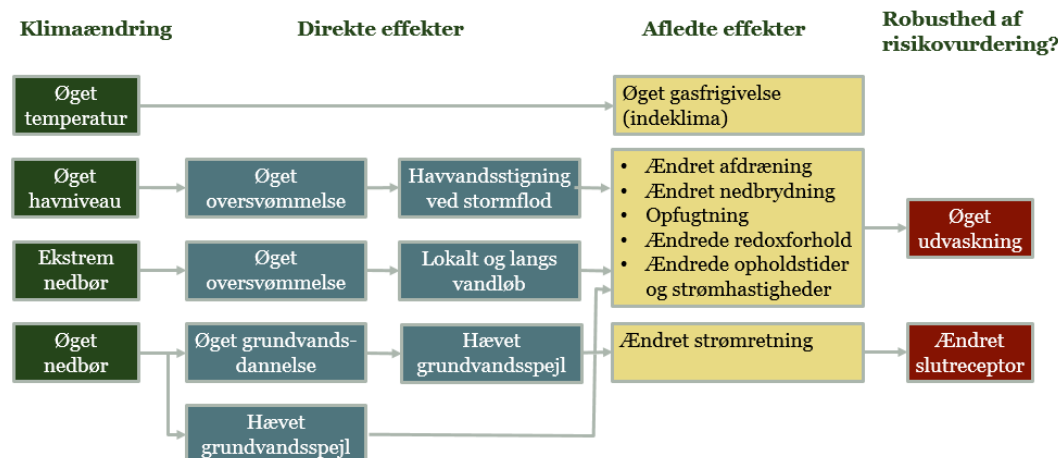 Klimaændring
Direkte effekter
Afledte effekter
Robusthed af
risikovurdering?
Øget
temperatur
Øget gasfrigivelse
(indeklima)
Øget
havniveau
Øget
oversvømmelse
Havvandsstigning
ved stormflod
• Ændret afdræning
• Ændret nedbrydning
• Opfugtning
• Ændrede redoxforhold
• Ændrede opholdstider
og strømhastigheder
Øget
udvaskning
Ekstrem
nedbør
Øget
oversvømmelse
Lokalt og langs
vandløb
Øget
nedbør
Øget grundvands-
dannelse
Hævet
grundvandsspejl
Ændret strømretning
Ændret
slutreceptor
Hævet
grundvandsspejl